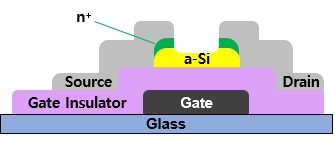 n⁺
a-Si
Source
Drain
Gate Insulator
Gate
Glass